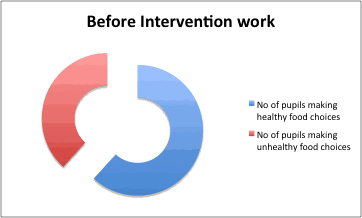 Before Intervention work
No of pupils making
healthy food choices
No of pupils making
unhealthy food choices